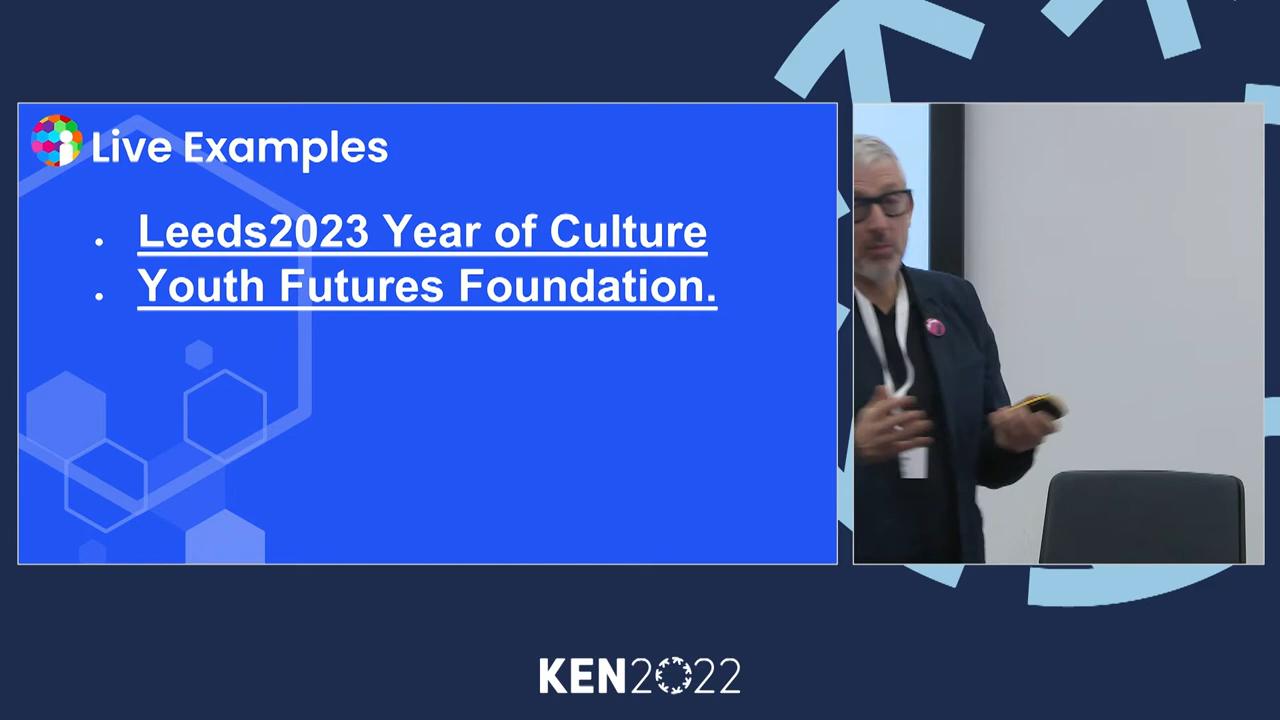 Live Examples
• Leeds2023 Year of Culture
• Youth Futures Foundation.
KEN2022